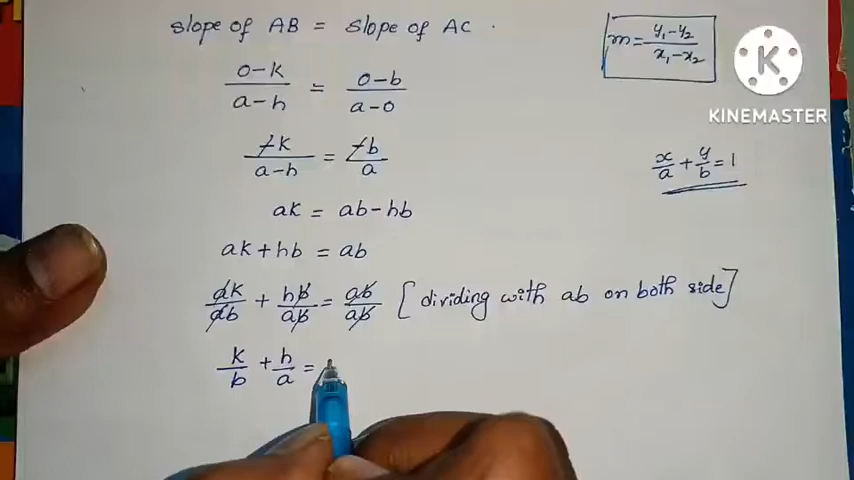 slope of AB = slope of AC .
m = y₁-y₂ / x₁-x₂
K
KINEMASTER
0-k / a-h = 0-b / a-0
-k / a-h = -b / a
x/a + y/b = 1
ak = ab-hb
ak+hb = ab
ak/ab + hb/ab = ab/ab [dividing with ab on both side]
k/b + h/a =